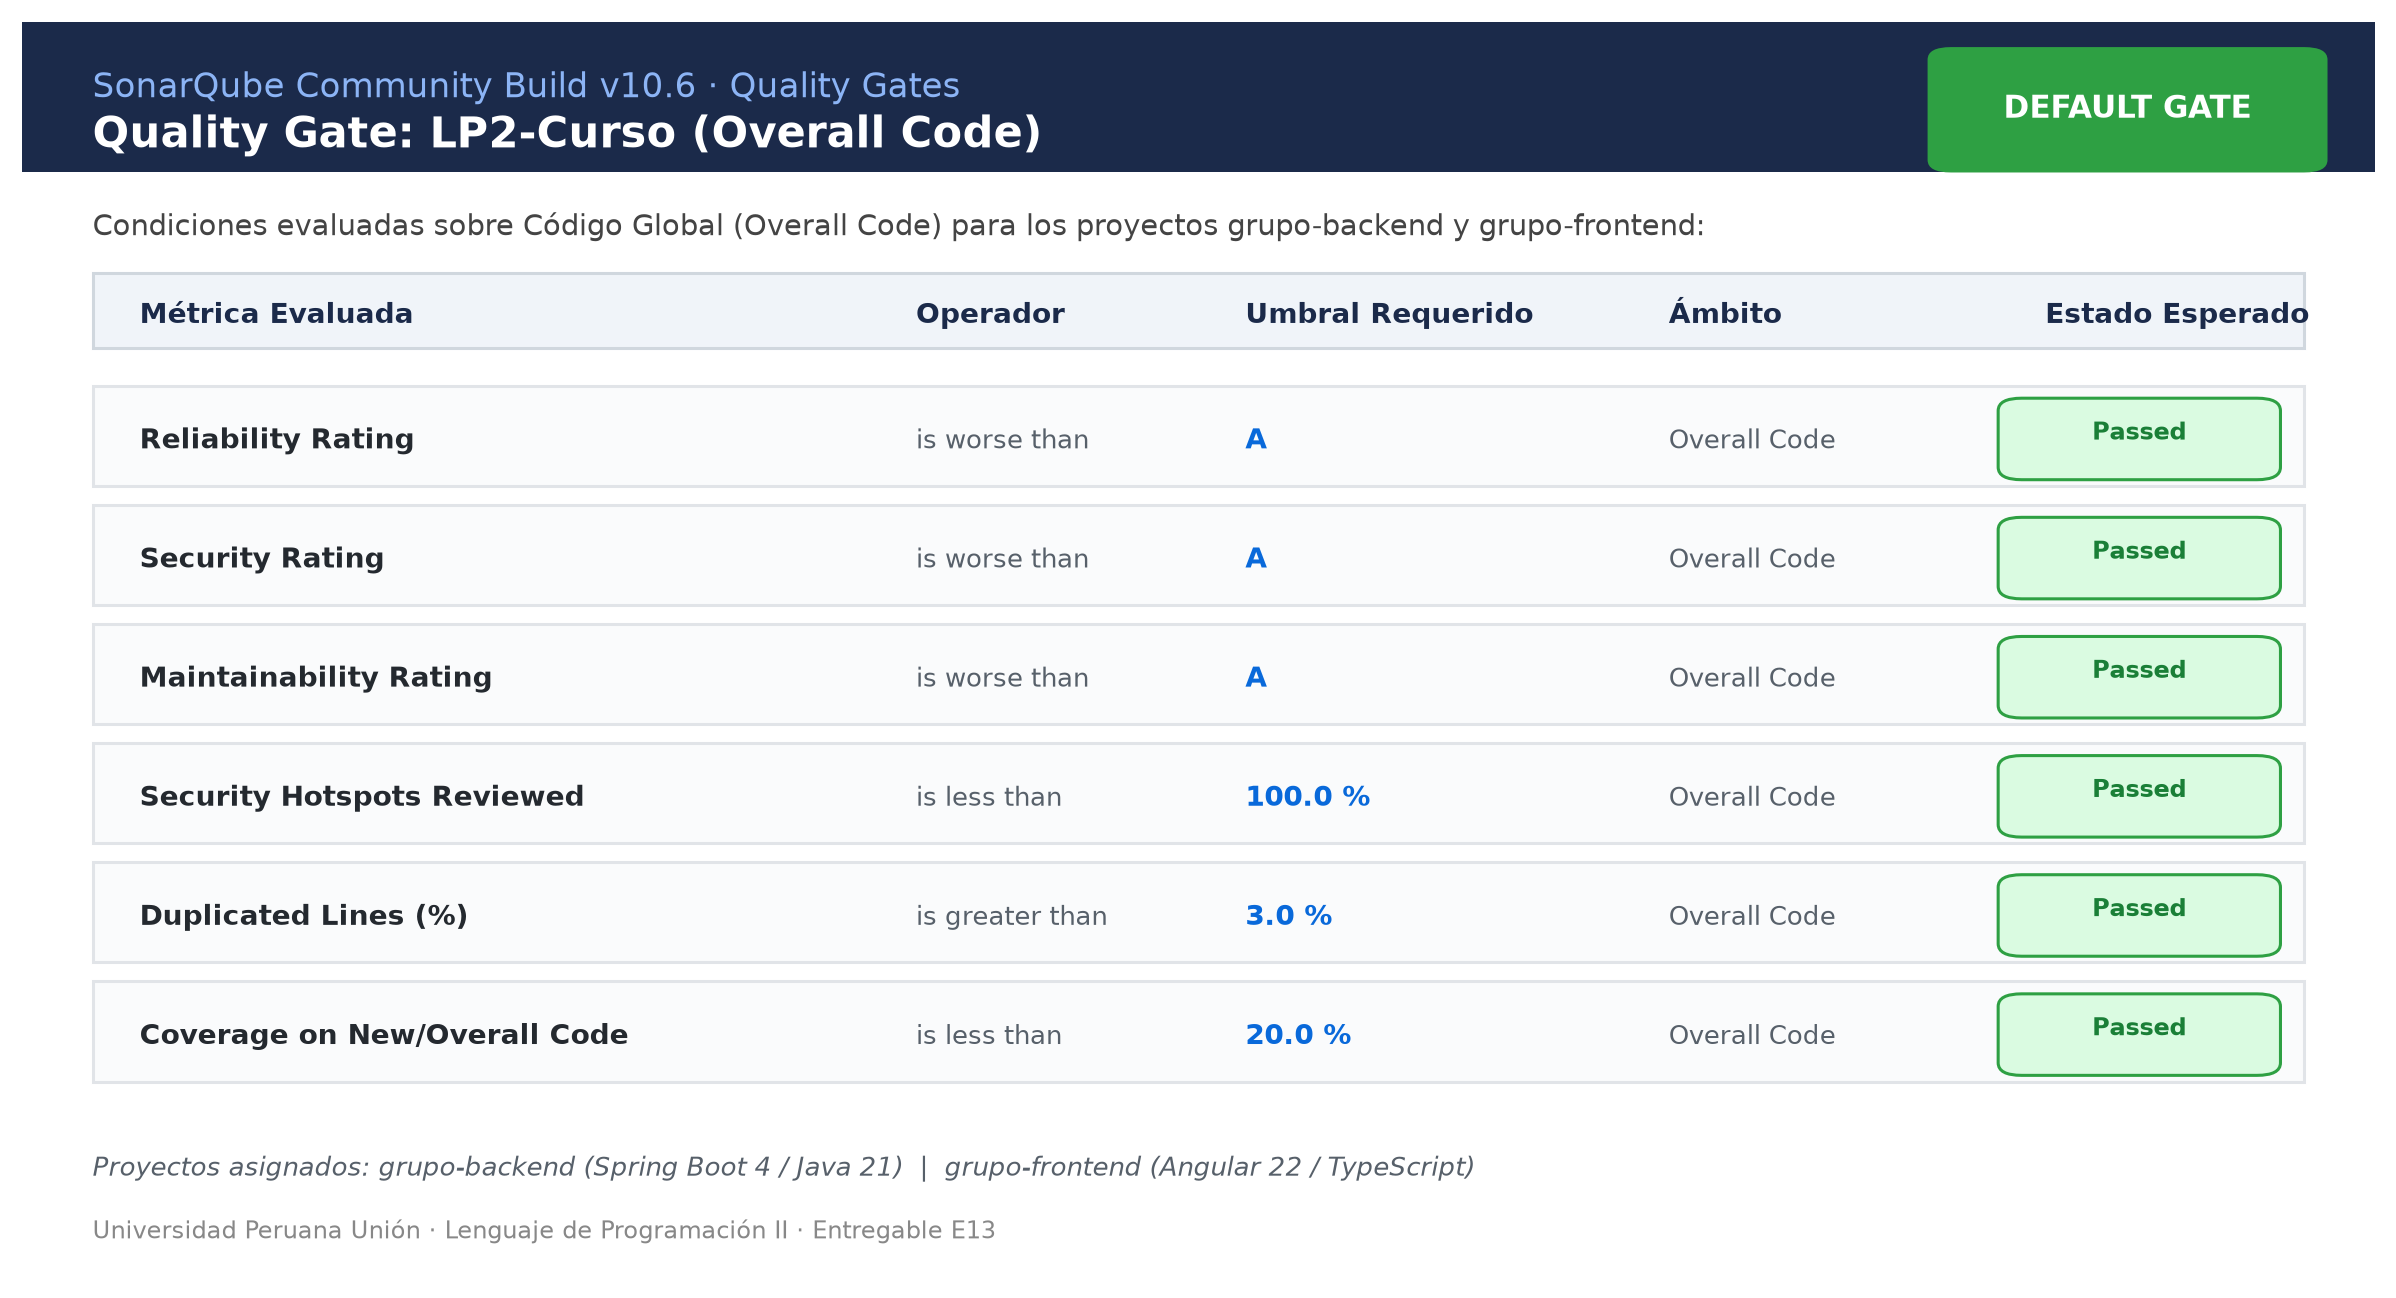 SonarQube Community Build v10.6 · Quality Gates
Quality Gate: LP2-Curso (Overall Code)
DEFAULT GATE
Condiciones evaluadas sobre Código Global (Overall Code) para los proyectos grupo-backend y grupo-frontend:
Métrica Evaluada Operador Umbral Requerido Ámbito Estado Esperado
Reliability Rating is worse than A Overall Code Passed
Security Rating is worse than A Overall Code Passed
Maintainability Rating is worse than A Overall Code Passed
Security Hotspots Reviewed is less than 100.0 % Overall Code Passed
Duplicated Lines (%) is greater than 3.0 % Overall Code Passed
Coverage on New/Overall Code is less than 20.0 % Overall Code Passed
Proyectos asignados: grupo-backend (Spring Boot 4 / Java 21) | grupo-frontend (Angular 22 / TypeScript)
Universidad Peruana Unión · Lenguaje de Programación II · Entregable E13